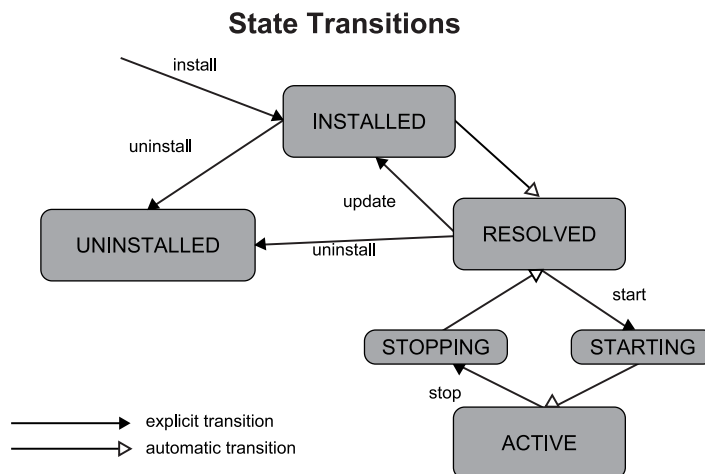 State Transitions
install
INSTALLED
uninstall
update
UNINSTALLED
RESOLVED
uninstall
start
STOPPING
STARTING
stop
explicit transition
ACTIVE
automatic transition